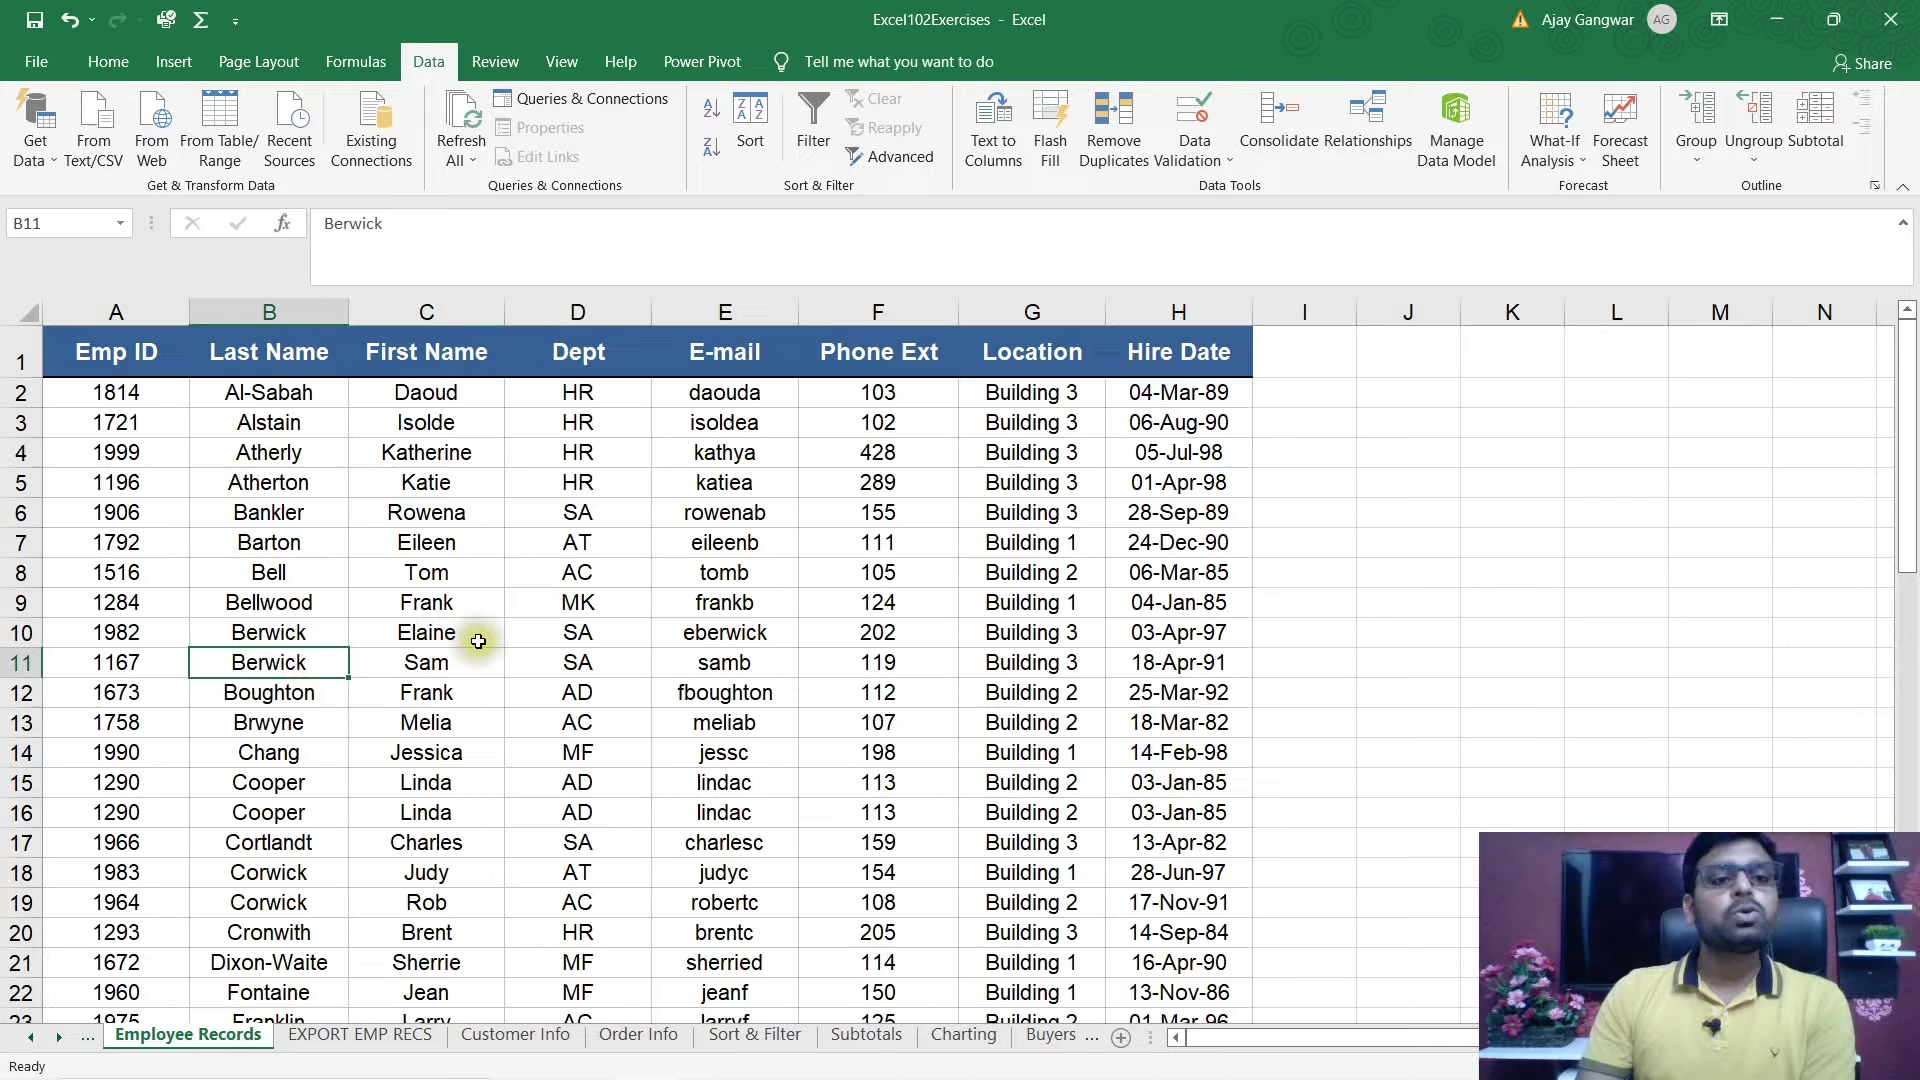 Excel102Exercises - Excel
Ajay Gangwar AG
File Home Insert Page Layout Formulas Data Review View Help Power Pivot Tell me what you want to do Share
Get Data
From Text/CSV
From Web
From Table/ Range
Recent Sources
Existing Connections
Get & Transform Data
Refresh All
Queries & Connections
Properties
Edit Links
Queries & Connections
Sort
Filter
Clear
Reapply
Advanced
Sort & Filter
Text to Columns
Flash Fill
Remove Duplicates
Data Validation
Consolidate
Relationships
Manage Data Model
Data Tools
What-If Analysis
Forecast Sheet
Forecast
Group
Ungroup
Subtotal
Outline
B11 fx Berwick
A B C D E F G H I J K L M N
1 Emp ID Last Name First Name Dept E-mail Phone Ext Location Hire Date
2 1814 Al-Sabah Daoud HR daouda 103 Building 3 04-Mar-89
3 1721 Alstain Isolde HR isoldea 102 Building 3 06-Aug-90
4 1999 Atherly Katherine HR kathya 428 Building 3 05-Jul-98
5 1196 Atherton Katie HR katiea 289 Building 3 01-Apr-98
6 1906 Bankler Rowena SA rowenab 155 Building 3 28-Sep-89
7 1792 Barton Eileen AT eileenb 111 Building 1 24-Dec-90
8 1516 Bell Tom AC tomb 105 Building 2 06-Mar-85
9 1284 Bellwood Frank MK frankb 124 Building 1 04-Jan-85
10 1982 Berwick Elaine SA eberwick 202 Building 3 03-Apr-97
11 1167 Berwick Sam SA samb 119 Building 3 18-Apr-91
12 1673 Boughton Frank AD fboughton 112 Building 2 25-Mar-92
13 1758 Brwyne Melia AC meliab 107 Building 2 18-Mar-82
14 1990 Chang Jessica MF jessc 198 Building 1 14-Feb-98
15 1290 Cooper Linda AD lindac 113 Building 2 03-Jan-85
16 1290 Cooper Linda AD lindac 113 Building 2 03-Jan-85
17 1966 Cortlandt Charles SA charlesc 159 Building 3 13-Apr-82
18 1983 Corwick Judy AT judyc 154 Building 1 28-Jun-97
19 1964 Corwick Rob AC robertc 108 Building 2 17-Nov-91
20 1293 Cronwith Brent HR brentc 205 Building 3 14-Sep-84
21 1672 Dixon-Waite Sherrie MF sherried 114 Building 1 16-Apr-90
22 1960 Fontaine Jean MF jeanf 150 Building 1 13-Nov-86
23 1975 Franklin Larry AC larryf 125 Building 2 01-Mar-96
... Employee Records EXPORT EMP RECS Customer Info Order Info Sort & Filter Subtotals Charting Buyers ...
Ready